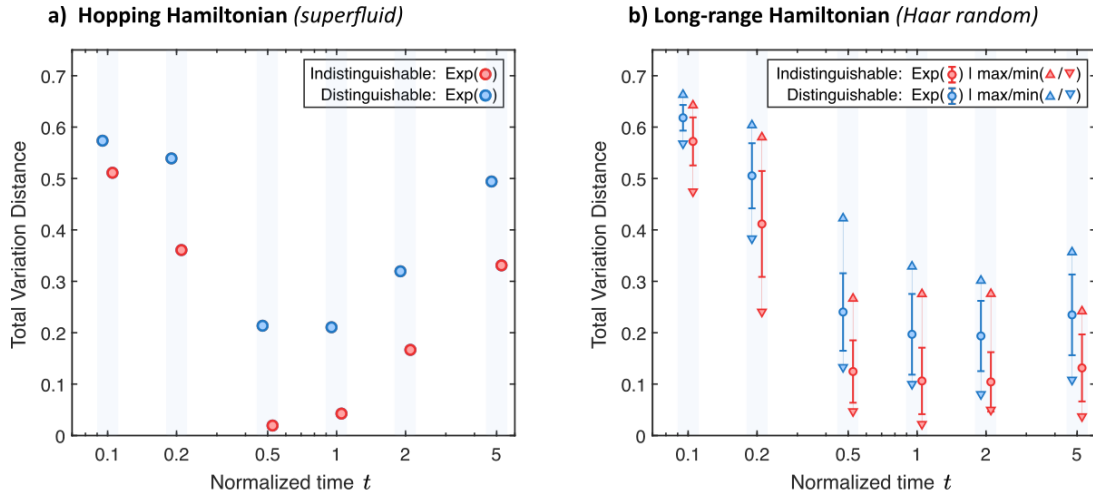 a) Hopping Hamiltonian (superfluid)
Total Variation Distance
0.7
0.6
0.5
0.4
0.3
0.2
0.1
0
Indistinguishable: Exp( )
Distinguishable: Exp( )
0.1 0.2 0.5 1 2 5
Normalized time t
b) Long-range Hamiltonian (Haar random)
Total Variation Distance
0.7
0.6
0.5
0.4
0.3
0.2
0.1
0
Indistinguishable: Exp( ) | max/min( / )
Distinguishable: Exp( ) | max/min( / )
0.1 0.2 0.5 1 2 5
Normalized time t